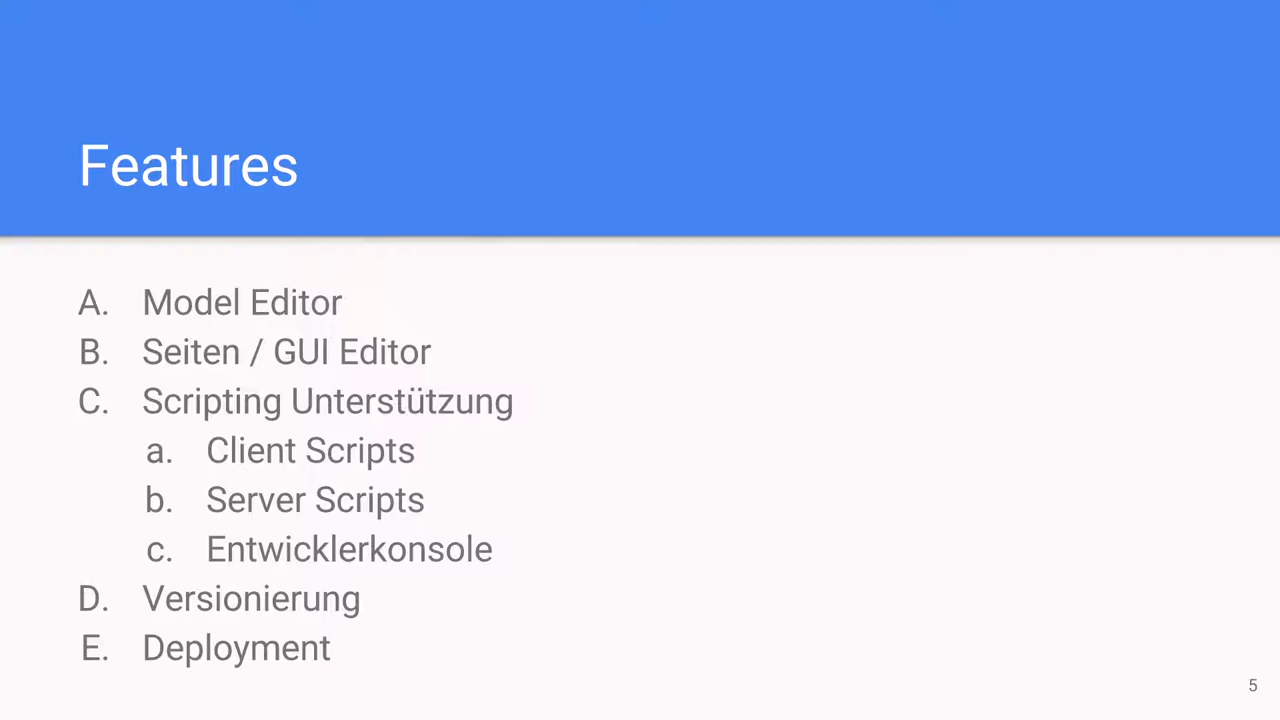 Features
A. Model Editor
B. Seiten / GUI Editor
C. Scripting Unterstützung
a. Client Scripts
b. Server Scripts
c. Entwicklerkonsole
D. Versionierung
E. Deployment
5